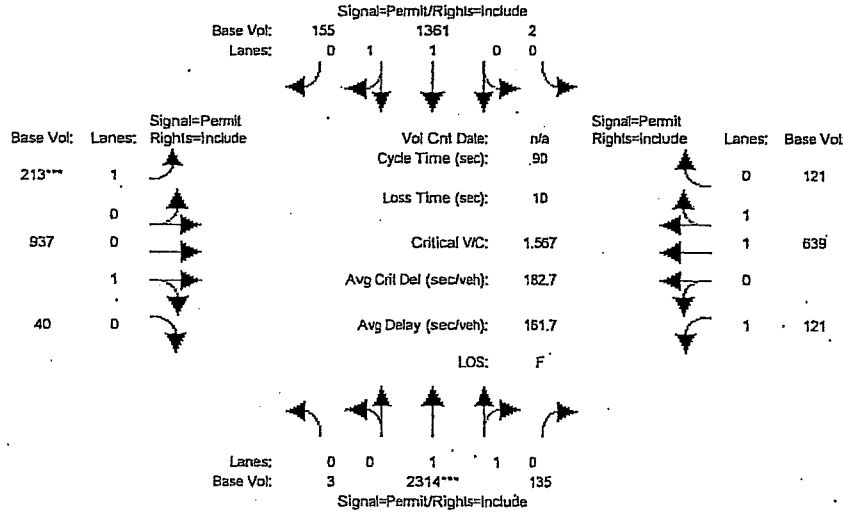 Signal=Permit/Rights=Include
Base Vol: 155 1361 2
Lanes: 0 1 1 0 0
Signal=Permit
Base Vol: Lanes: Rights=Include
Vol Cnt Date: n/a
Signal=Permit
Rights=Include Lanes: Base Vol:
Cycle Time (sec): 90
213*** 1
0 121
Loss Time (sec): 10
0
1
937 0
Critical V/C: 1.567
1 639
1
Avg Crit Del (sec/veh): 182.7
0
40 0
Avg Delay (sec/veh): 161.7
1 121
LOS: F
Lanes: 0 0 1 1 0
Base Vol: 3 2314*** 135
Signal=Permit/Rights=Include